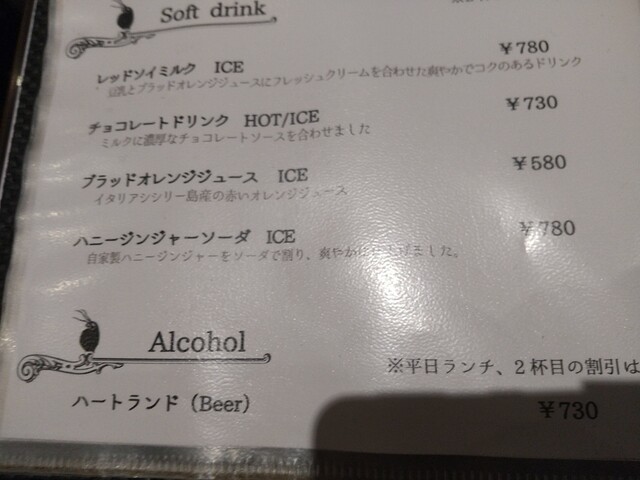 Soft drink
¥780
レッドソイミルク ICE
豆乳とブラッドオレンジジュースにフレッシュクリームを合わせた爽やかでコクのあるドリンク
チョコレートドリンク HOT/ICE ¥730
ミルクに濃厚なチョコレートソースを合わせました
ブラッドオレンジジュース ICE ¥580
イタリアシシリー島産の赤いオレンジジュース
ハニージンジャーソーダ ICE ¥780
自家製ハニージンジャーをソーダで割り、爽やかに仕上げました。
Alcohol
※平日ランチ、2杯目の割引は
ハートランド（Beer） ¥730